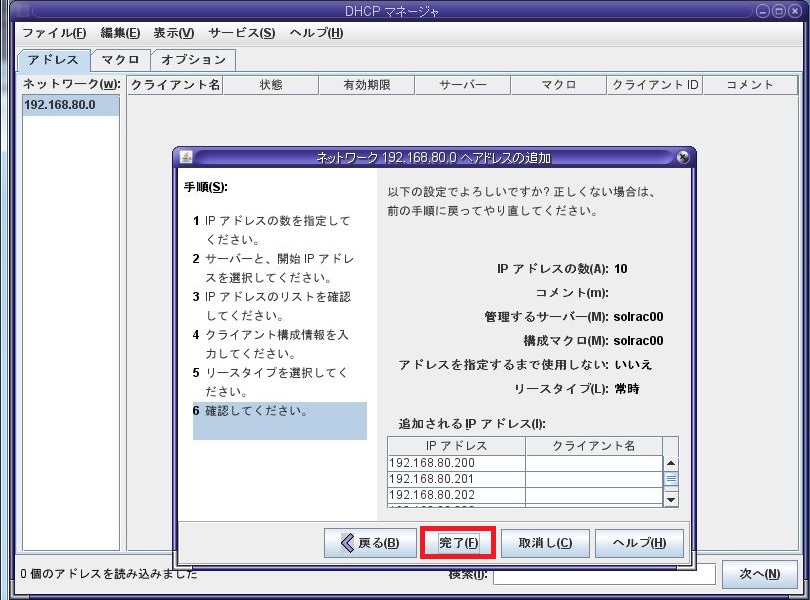 DHCP マネージャ
ファイル(F) 編集(E) 表示(V) サービス(S) ヘルプ(H)
アドレス マクロ オプション
ネットワーク(w): クライアント名 状態 有効期限 サーバー マクロ クライアント ID コメント
192.168.80.0
ネットワーク 192.168.80.0 へアドレスの追加
手順(S):
1 IP アドレスの数を指定して
ください。
2 サーバーと、開始 IP アドレ
スを選択してください。
3 IP アドレスのリストを確認
してください。
4 クライアント構成情報を入
力してください。
5 リースタイプを選択してく
ださい。
6 確認してください。
以下の設定でよろしいですか? 正しくない場合は、
前の手順に戻ってやり直してください。
IP アドレスの数(A): 10
コメント(m):
管理するサーバー(M): solrac00
構成マクロ(M): solrac00
アドレスを指定するまで使用しない: いいえ
リースタイプ(L): 常時
追加される IP アドレス(I):
IP アドレス クライアント名
192.168.80.200
192.168.80.201
192.168.80.202
戻る(B) 完了(F) 取消し(C) ヘルプ(H)
0 個のアドレスを読み込みました 検索(I): 次へ(N)